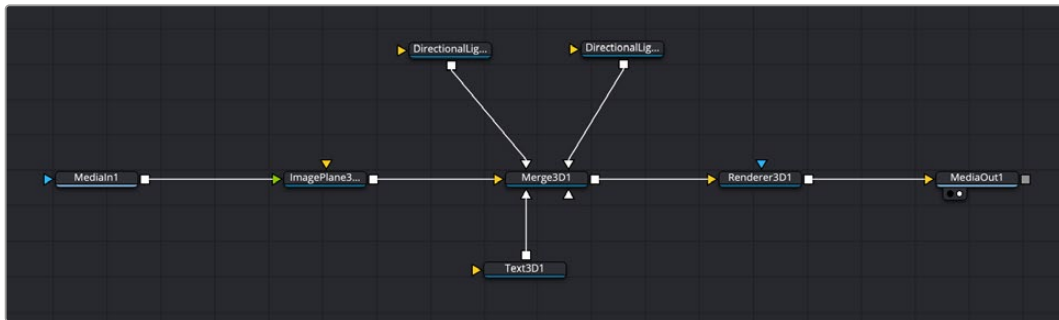 DirectionalLig...
DirectionalLig...
MediaIn1
ImagePlane3...
Merge3D1
Renderer3D1
MediaOut1
Text3D1